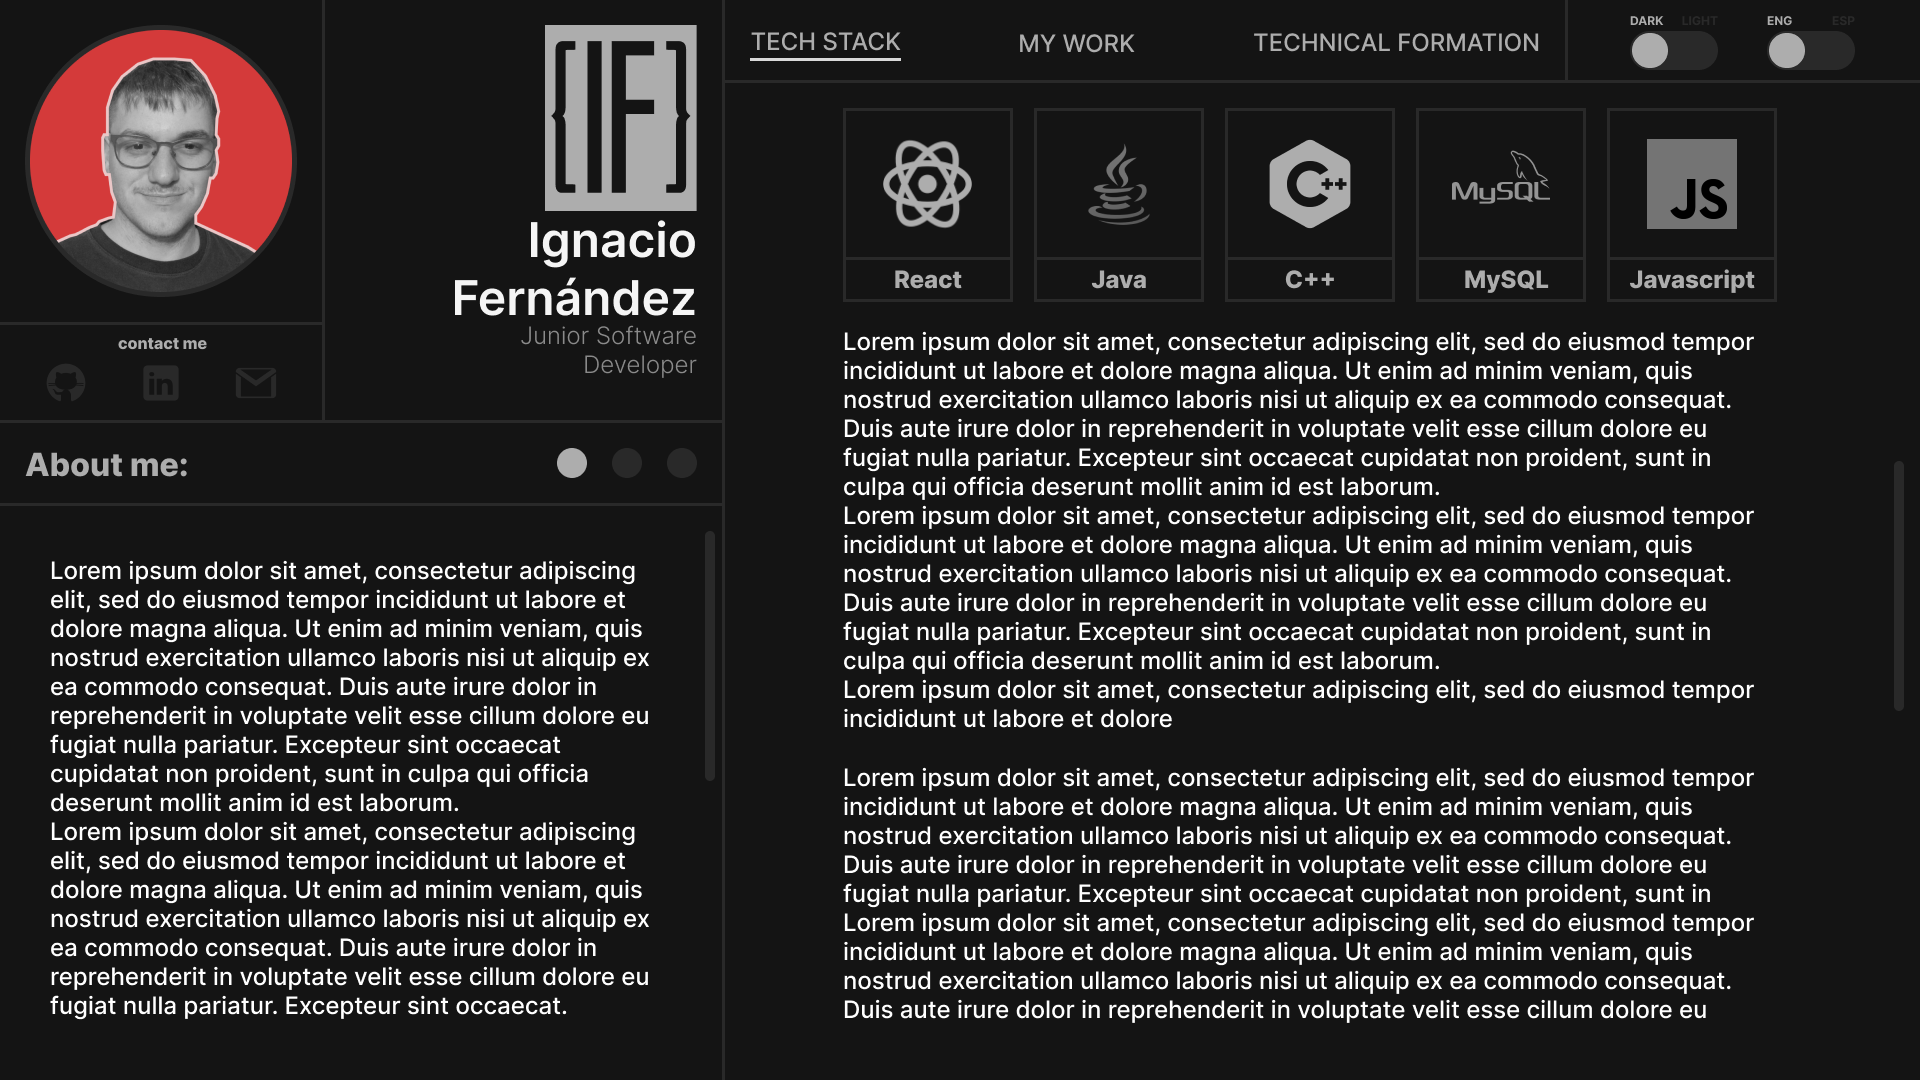 {IF}
Ignacio
Fernández
Junior Software
Developer
contact me
in
About me:
Lorem ipsum dolor sit amet, consectetur adipiscing
elit, sed do eiusmod tempor incididunt ut labore et
dolore magna aliqua. Ut enim ad minim veniam, quis
nostrud exercitation ullamco laboris nisi ut aliquip ex
ea commodo consequat. Duis aute irure dolor in
reprehenderit in voluptate velit esse cillum dolore eu
fugiat nulla pariatur. Excepteur sint occaecat
cupidatat non proident, sunt in culpa qui officia
deserunt mollit anim id est laborum.
Lorem ipsum dolor sit amet, consectetur adipiscing
elit, sed do eiusmod tempor incididunt ut labore et
dolore magna aliqua. Ut enim ad minim veniam, quis
nostrud exercitation ullamco laboris nisi ut aliquip ex
ea commodo consequat. Duis aute irure dolor in
reprehenderit in voluptate velit esse cillum dolore eu
fugiat nulla pariatur. Excepteur sint occaecat.
TECH STACK
MY WORK
TECHNICAL FORMATION
DARK LIGHT
ENG ESP
C++
MySQL
JS
React
Java
C++
MySQL
Javascript
Lorem ipsum dolor sit amet, consectetur adipiscing elit, sed do eiusmod tempor
incididunt ut labore et dolore magna aliqua. Ut enim ad minim veniam, quis
nostrud exercitation ullamco laboris nisi ut aliquip ex ea commodo consequat.
Duis aute irure dolor in reprehenderit in voluptate velit esse cillum dolore eu
fugiat nulla pariatur. Excepteur sint occaecat cupidatat non proident, sunt in
culpa qui officia deserunt mollit anim id est laborum.
Lorem ipsum dolor sit amet, consectetur adipiscing elit, sed do eiusmod tempor
incididunt ut labore et dolore magna aliqua. Ut enim ad minim veniam, quis
nostrud exercitation ullamco laboris nisi ut aliquip ex ea commodo consequat.
Duis aute irure dolor in reprehenderit in voluptate velit esse cillum dolore eu
fugiat nulla pariatur. Excepteur sint occaecat cupidatat non proident, sunt in
culpa qui officia deserunt mollit anim id est laborum.
Lorem ipsum dolor sit amet, consectetur adipiscing elit, sed do eiusmod tempor
incididunt ut labore et dolore
Lorem ipsum dolor sit amet, consectetur adipiscing elit, sed do eiusmod tempor
incididunt ut labore et dolore magna aliqua. Ut enim ad minim veniam, quis
nostrud exercitation ullamco laboris nisi ut aliquip ex ea commodo consequat.
Duis aute irure dolor in reprehenderit in voluptate velit esse cillum dolore eu
fugiat nulla pariatur. Excepteur sint occaecat cupidatat non proident, sunt in
Lorem ipsum dolor sit amet, consectetur adipiscing elit, sed do eiusmod tempor
incididunt ut labore et dolore magna aliqua. Ut enim ad minim veniam, quis
nostrud exercitation ullamco laboris nisi ut aliquip ex ea commodo consequat.
Duis aute irure dolor in reprehenderit in voluptate velit esse cillum dolore eu